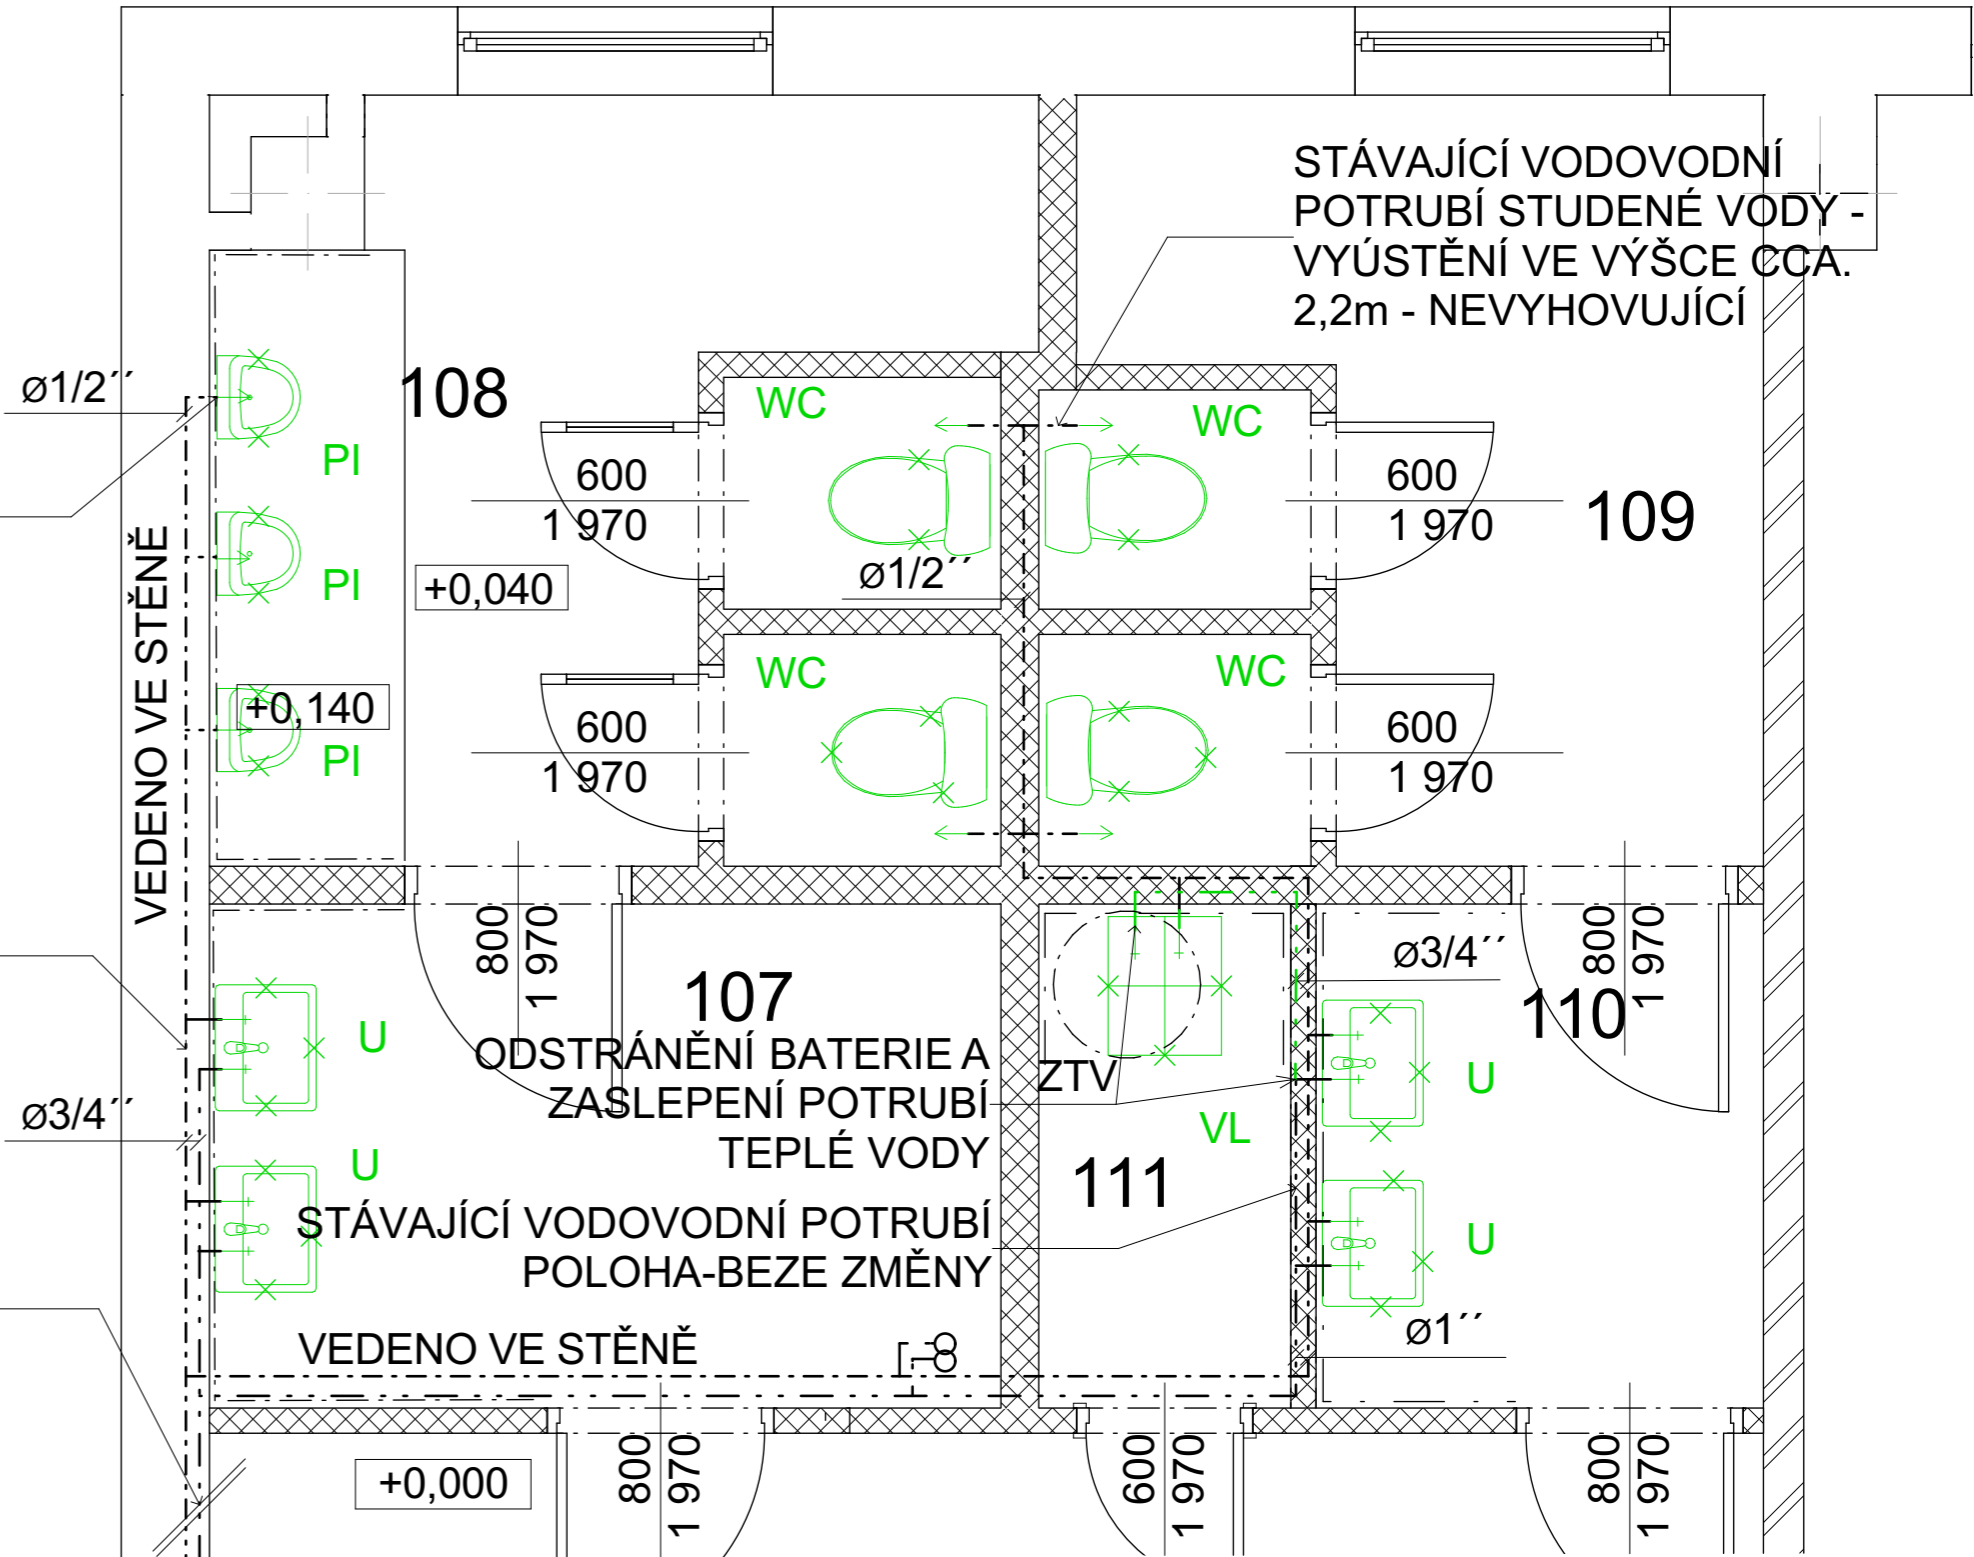 STÁVAJÍCÍ VODOVODNÍ
POTRUBÍ STUDENÉ VODY -
VYÚSTĚNÍ VE VÝŠCE CCA.
2,2m - NEVYHOVUJÍCÍ
ø1/2´´
108
WC
WC
PI
600
1 970
600
1 970
109
VEDENO VE STĚNĚ
PI
+0,040
ø1/2´´
WC
WC
+0,140
PI
600
1 970
600
1 970
800
1 970
800
1 970
ø3/4´´
107
110
U
ODSTRÁNĚNÍ BATERIE A
ZASLEPENÍ POTRUBÍ
TEPLÉ VODY
ZTV
U
ø3/4´´
VL
U
111
STÁVAJÍCÍ VODOVODNÍ POTRUBÍ
POLOHA-BEZE ZMĚNY
U
VEDENO VE STĚNĚ
ø1´´
+0,000
800
1 970
600
1 970
800
1 970